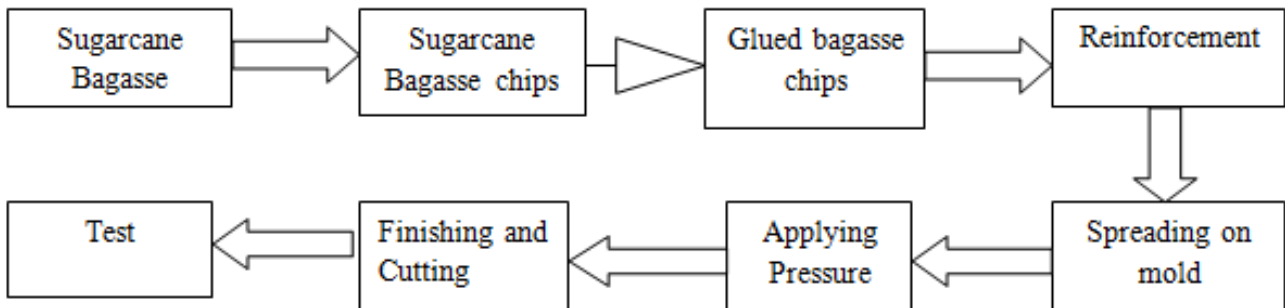 Sugarcane
Bagasse
Sugarcane
Bagasse chips
Glued bagasse
chips
Reinforcement
Test
Finishing and
Cutting
Applying
Pressure
Spreading on
mold